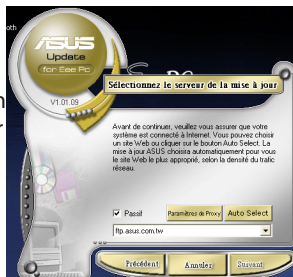 oth
ASUS
Update
for Eee Pc
V1.01.09
Sélectionnez le serveur de la mise à jour
Avant de continuer, veuillez vous assurer que votre
système est connecté à Internet. Vous pouvez choisir
un site Web ou cliquer sur le bouton Auto Select. La
mise à jour ASUS choisira automatiquement pour vous
le site Web le plus approprié, selon la densité du trafic
réseau.
Passif
Paramètres de Proxy
Auto Select
ftp.asus.com.tw
Précédent
Annuler
Suivant